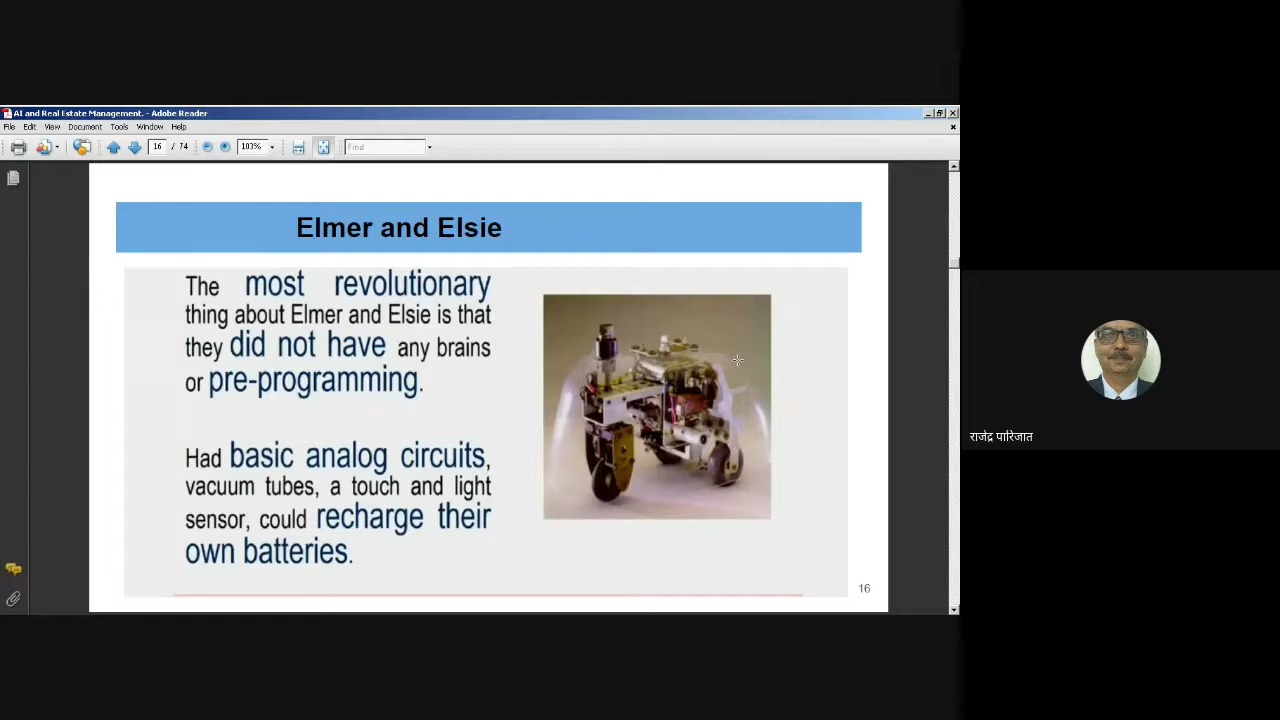 AI and Real Estate Management. - Adobe Reader
File Edit View Document Tools Window Help
16 / 74 103% Find
Elmer and Elsie
The most revolutionary
thing about Elmer and Elsie is that
they did not have any brains
or pre-programming.
Had basic analog circuits,
vacuum tubes, a touch and light
sensor, could recharge their
own batteries.
16
राजेंद्र पारिजात